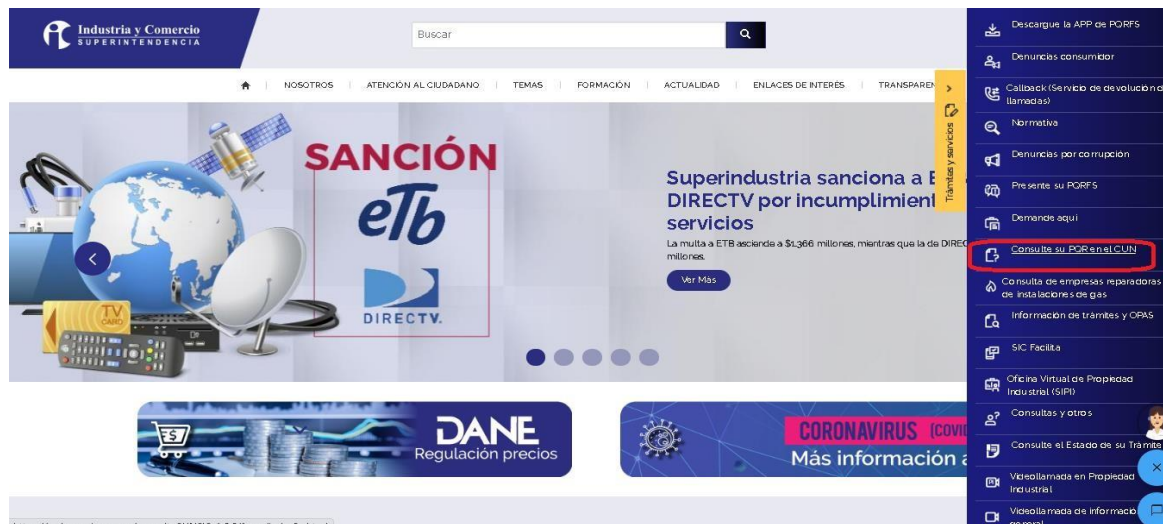 Industria y Comercio
SUPERINTENDENCIA
Buscar
NOSOTROS
ATENCIÓN AL CIUDADANO
TEMAS
FORMACIÓN
ACTUALIDAD
ENLACES DE INTERÉS
TRANSPAREN
Trámites y servicios
SANCIÓN
eTb
DIRECTV.
TV
CARD
Superindustria sanciona a E
DIRECTV por incumplimient
servicios
La multa a ETB asciende a $1.366 millones, mientras que la de DIREC
millones.
Ver Más
DANE
Regulación precios
CORONAVIRUS (COVID
Más información a
Descargue la APP de PQRFS
Denuncias consumidor
Callback (Servicio de devolución d
llamadas)
Normativa
Denuncias por corrupción
Presente su PQRFS
Demande aquí
Consulte su PQR en el CUN
Consulta de empresas reparadoras
de instalaciones de gas
Información de trámites y OPAS
SIC Facilita
Oficina Virtual de Propiedad
Industrial (SIPI)
Consultas y otros
Consulte el Estado de su Trámite
Videollamada en Propiedad
Industrial
Videollamada de informació
general